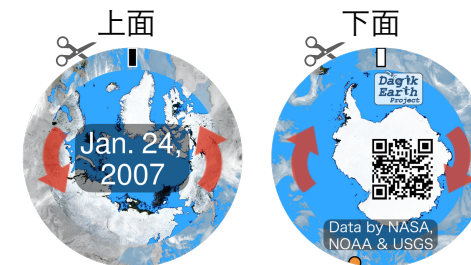 上面
下面
Jan. 24,
2007
Dagik
Earth
Project
Data by NASA,
NOAA & USGS